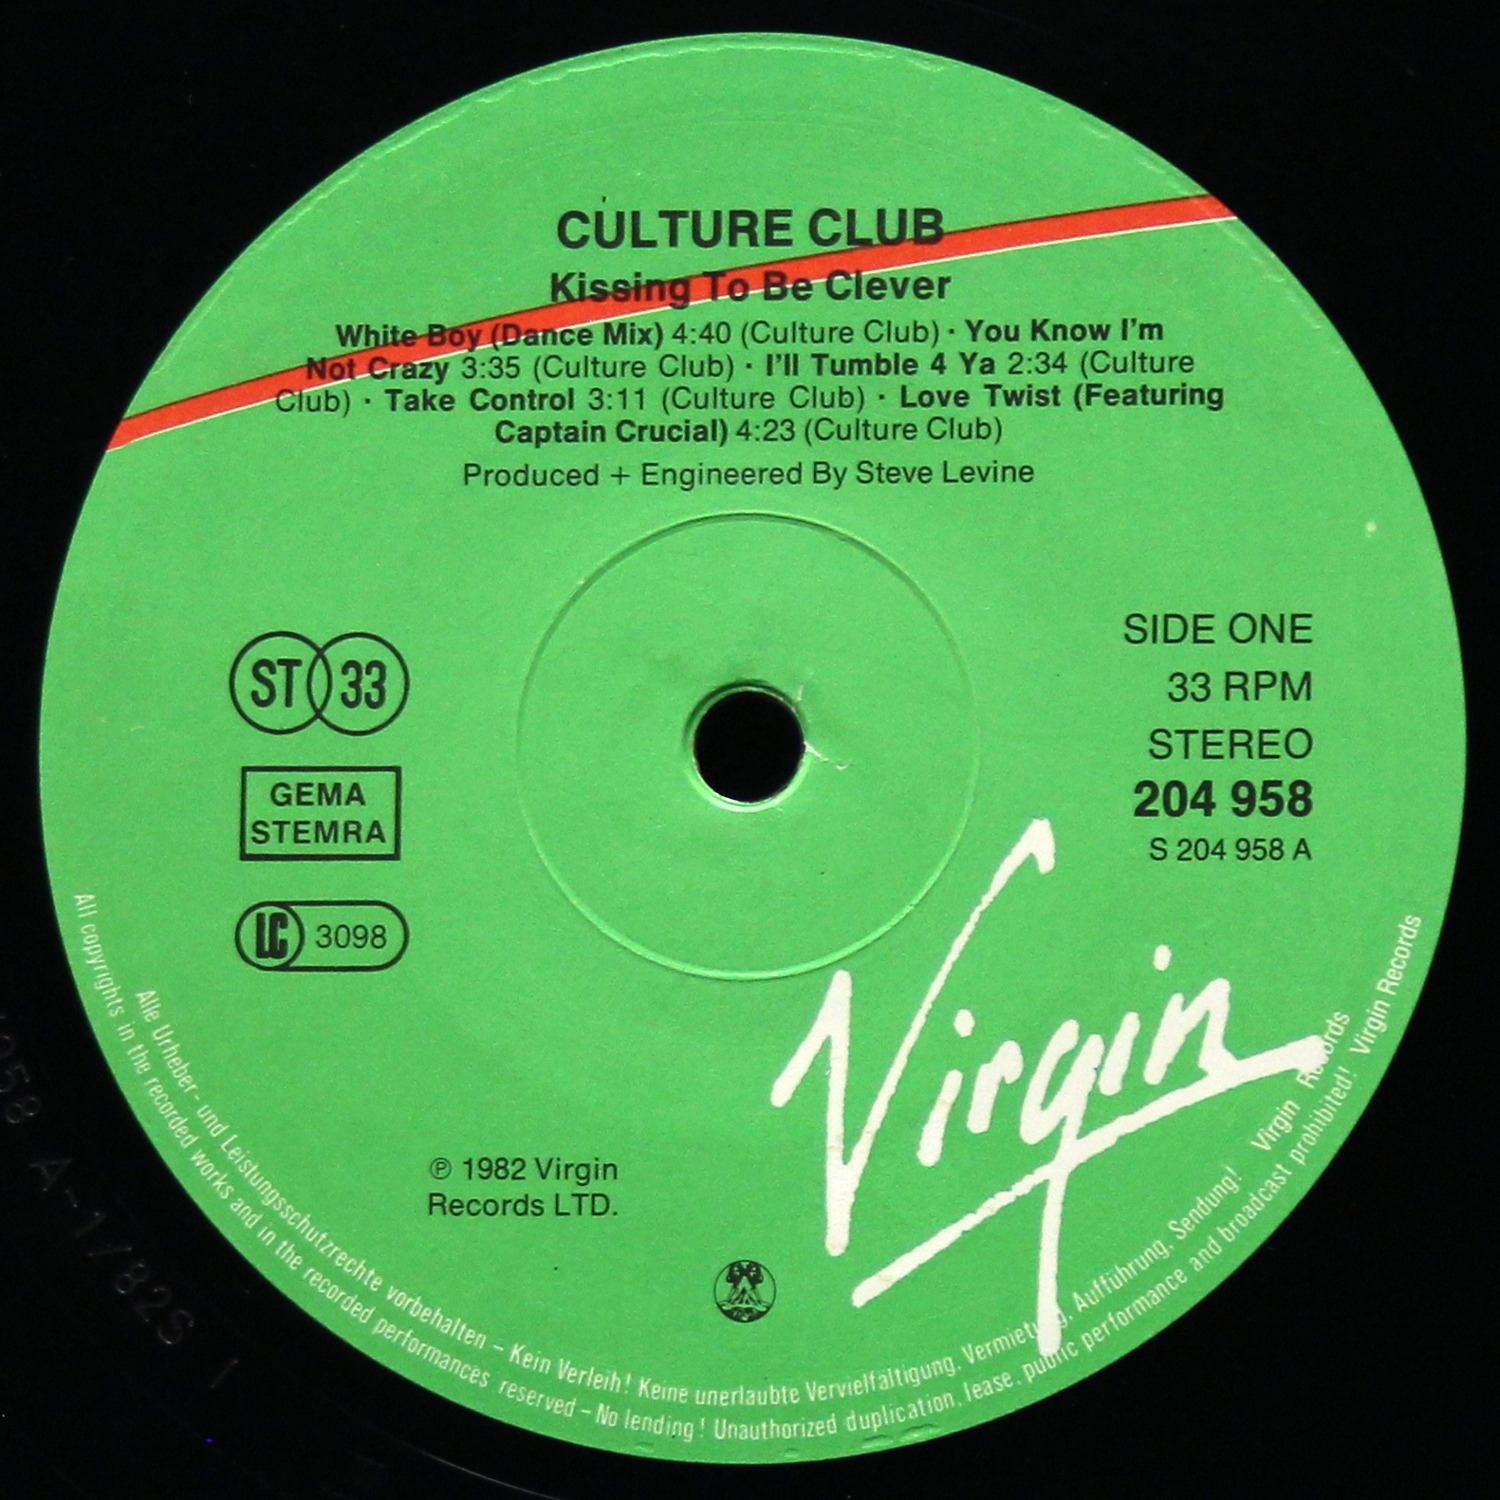 CULTURE CLUB
Kissing To Be Clever
White Boy (Dance Mix) 4:40 (Culture Club) · You Know I'm
Not Crazy 3:35 (Culture Club) · I'll Tumble 4 Ya 2:34 (Culture
Club) · Take Control 3:11 (Culture Club) · Love Twist (Featuring
Captain Crucial) 4:23 (Culture Club)
Produced + Engineered By Steve Levine
ST 33
GEMA
STEMRA
LC 3098
SIDE ONE
33 RPM
STEREO
204 958
S 204 958 A
Virgin
℗ 1982 Virgin
Records LTD.
Alle Urheber- und Leistungsschutzrechte vorbehalten – Kein Verleih! Keine unerlaubte Vervielfältigung, Vermietung, Aufführung, Sendung! Virgin Records
All copyrights in the recorded works and in the recorded performances reserved – No lending! Unauthorized duplication, lease, public performance and broadcast prohibited! Virgin Records
958 A-1/82S 1